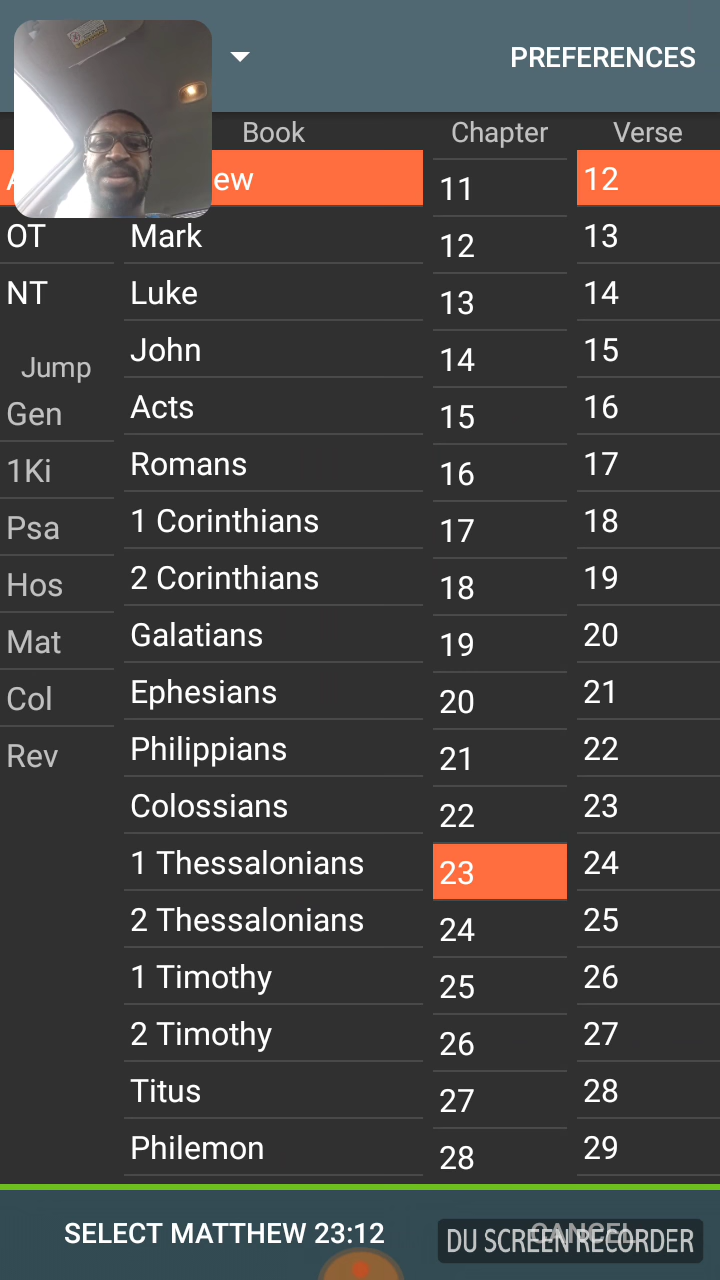 PREFERENCES
Book Chapter Verse
A
ew
11
12
OT
Mark
12
13
NT
Luke
13
14
John
14
15
Jump
Gen
Acts
15
16
1Ki
Romans
16
17
Psa
1 Corinthians
17
18
Hos
2 Corinthians
18
19
Mat
Galatians
19
20
Col
Ephesians
20
21
Rev
Philippians
21
22
Colossians
22
23
1 Thessalonians
23
24
2 Thessalonians
24
25
1 Timothy
25
26
2 Timothy
26
27
Titus
27
28
Philemon
28
29
SELECT MATTHEW 23:12
CANCEL
DU SCREEN RECORDER